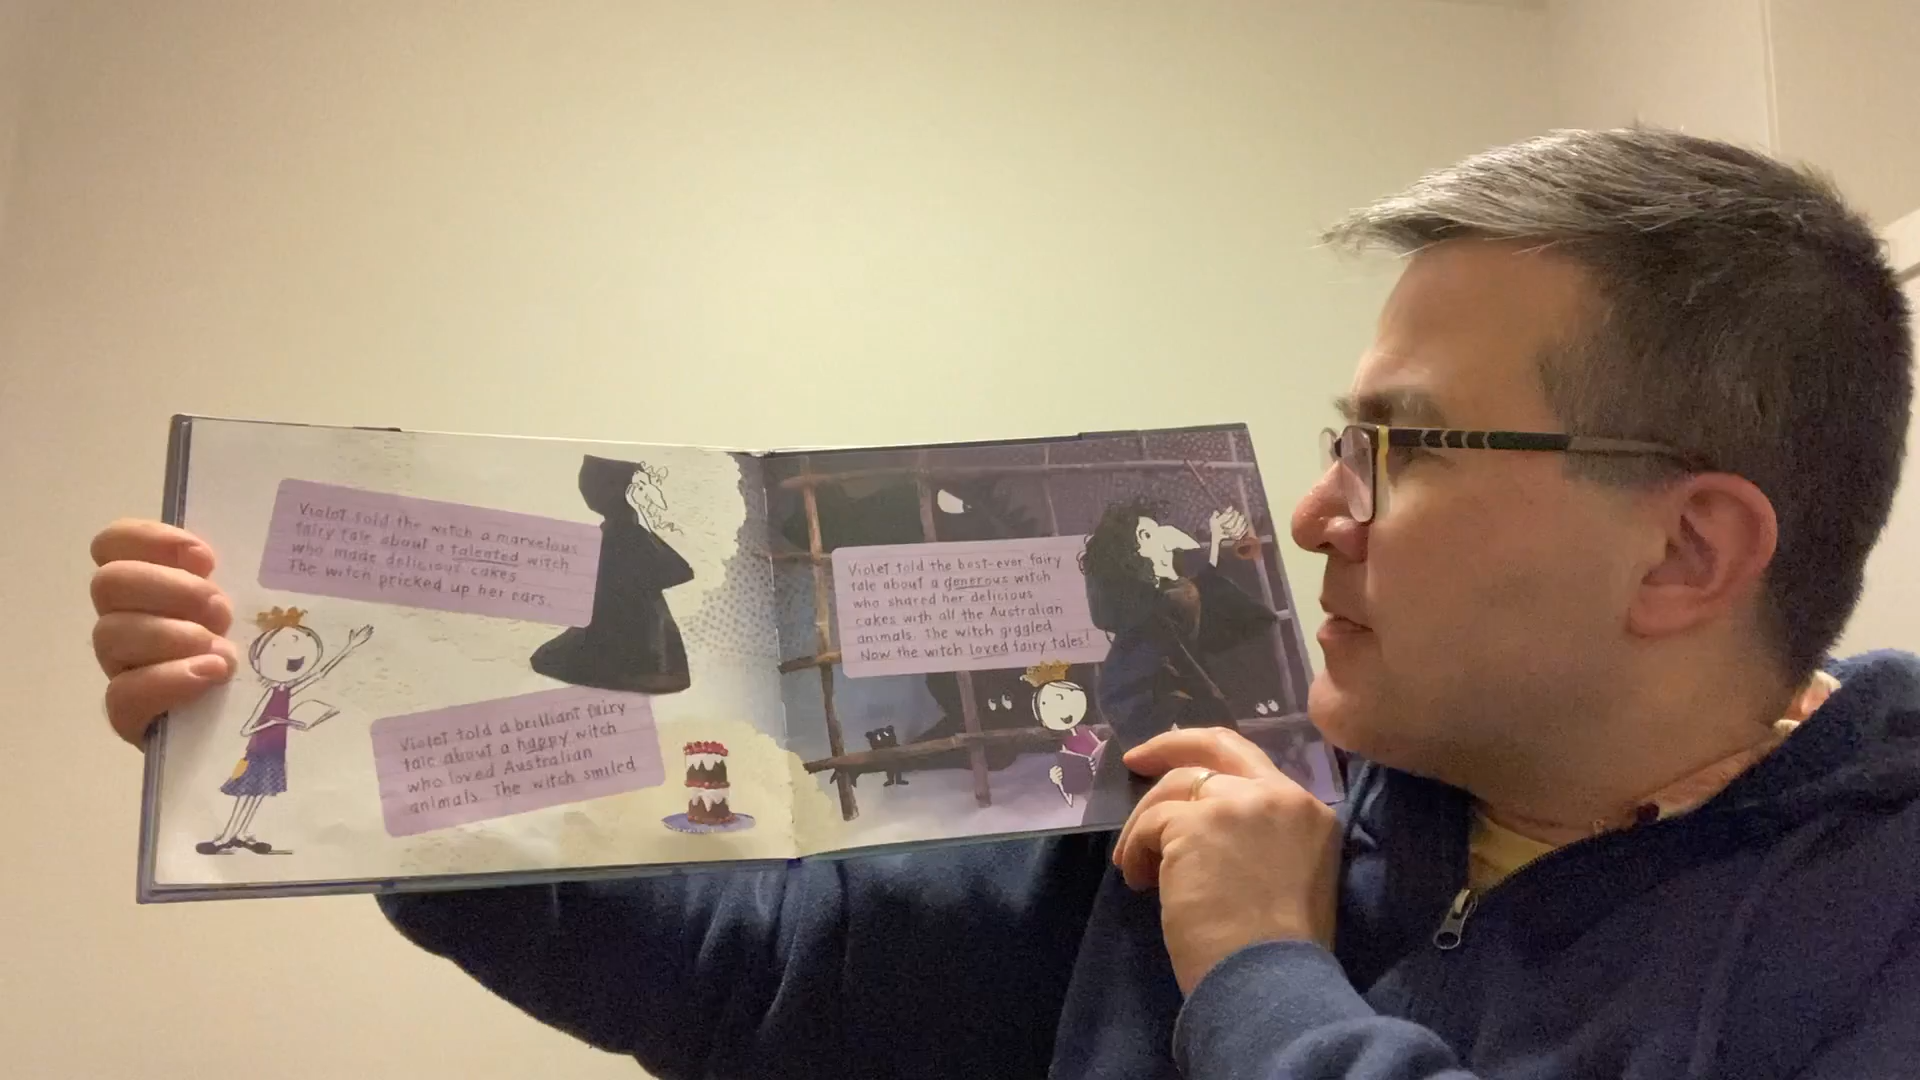 Violet told the witch a marvelous
fairy tale about a talented witch
who made delicious cakes.
The witch pricked up her ears.
Violet told a brilliant fairy
tale about a happy witch
who loved Australian
animals. The witch smiled.
Violet told the best-ever fairy
tale about a generous witch
who shared her delicious
cakes with all the Australian
animals. The witch giggled.
Now the witch loved fairy tales!